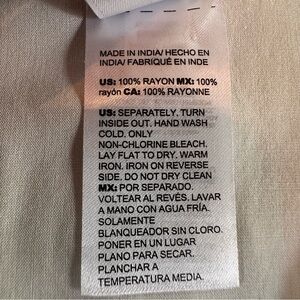 MADE IN INDIA/ HECHO EN
INDIA/ FABRIQUÉ EN INDE
US: 100% RAYON MX: 100%
rayón CA: 100% RAYONNE
US: SEPARATELY. TURN
INSIDE OUT. HAND WASH
COLD. ONLY
NON-CHLORINE BLEACH.
LAY FLAT TO DRY. WARM
IRON. IRON ON REVERSE
SIDE. DO NOT DRY CLEAN
MX: POR SEPARADO.
VOLTEAR AL REVÉS. LAVAR
A MANO CON AGUA FRÍA.
SOLAMENTE
BLANQUEADOR SIN CLORO.
PONER EN UN LUGAR
PLANO PARA SECAR.
PLANCHAR A
TEMPERATURA MEDIA.